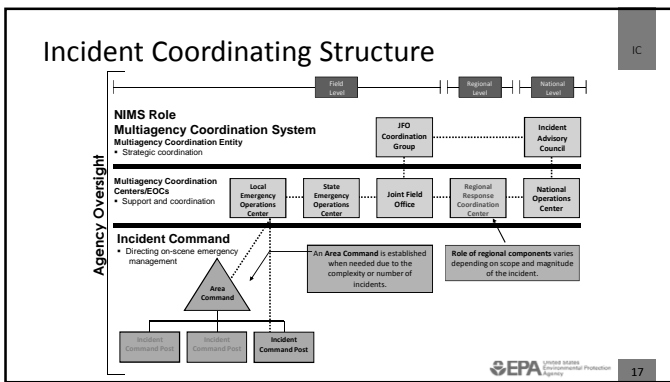 Incident Coordinating Structure
IC
Field
Level
Regional
Level
National
Level
Agency Oversight
NIMS Role
Multiagency Coordination System
Multiagency Coordination Entity
▪ Strategic coordination
JFO
Coordination
Group
Incident
Advisory
Council
Multiagency Coordination
Centers/EOCs
▪ Support and coordination
Local
Emergency
Operations
Center
State
Emergency
Operations
Center
Joint Field
Office
Regional
Response
Coordination
Center
National
Operations
Center
Incident Command
▪ Directing on-scene emergency
management
An Area Command is established
when needed due to the
complexity or number of
incidents.
Role of regional components varies
depending on scope and magnitude
of the incident.
Area
Command
Incident
Command Post
Incident
Command Post
Incident
Command Post
EPA
United States
Environmental Protection
Agency
17